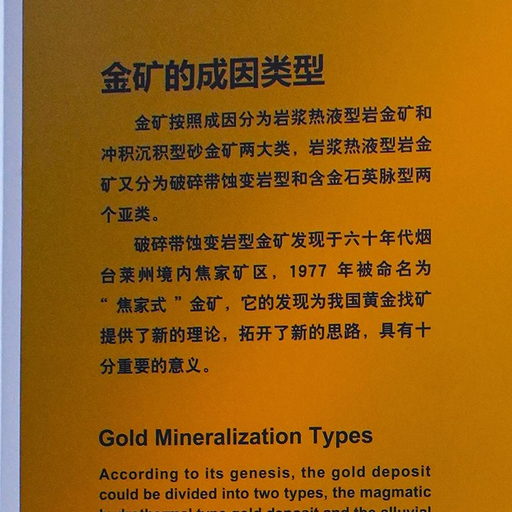 金矿的成因类型
金矿按照成因分为岩浆热液型岩金矿和
冲积沉积型砂金矿两大类，岩浆热液型岩金
矿又分为破碎带蚀变岩型和含金石英脉型两
个亚类。
破碎带蚀变岩型金矿发现于六十年代烟
台莱州境内焦家矿区，1977 年被命名为
“焦家式”金矿，它的发现为我国黄金找矿
提供了新的理论，拓开了新的思路，具有十
分重要的意义。
Gold Mineralization Types
According to its genesis, the gold deposit
could be divided into two types, the magmatic
hydrothermal type gold deposit and the alluvial